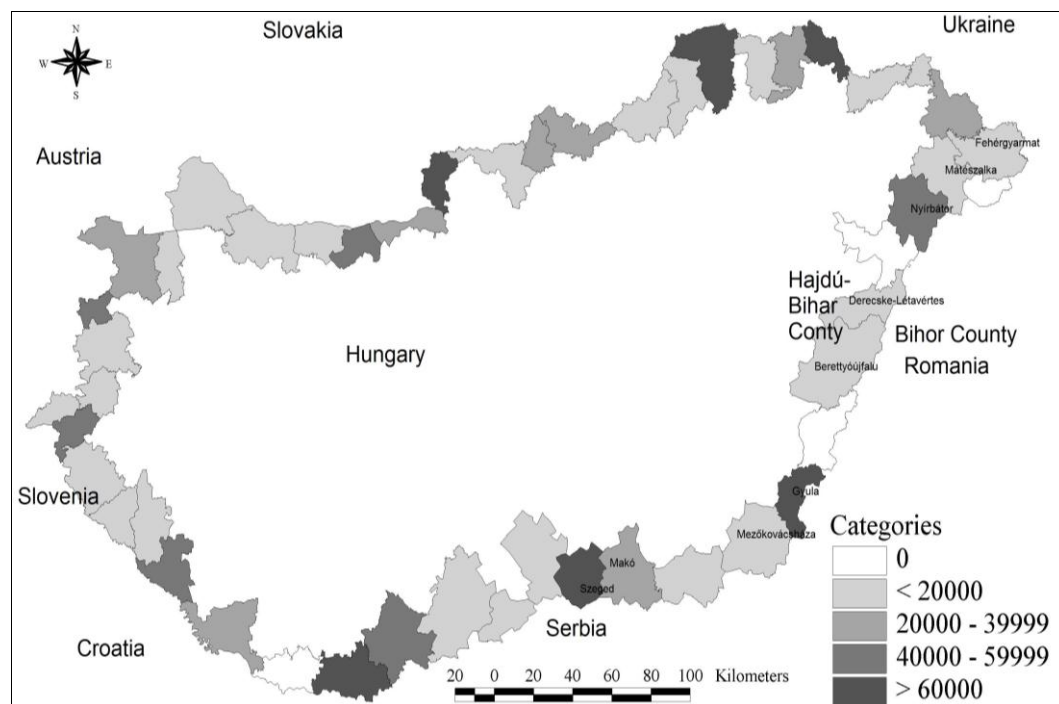 Slovakia
Ukraine
N
W E
S
Austria
Fehérgyarmat
Mátészalka
Nyírbátor
Hajdú-
Bihar
Conty
Derecske-Létavértes
Bihor County
Romania
Hungary
Berettyóújfalu
Slovenia
Gyula
Mezőkovácsháza
Makó
Szeged
Serbia
Croatia
20 0 20 40 60 80 100 Kilometers
Categories
0
< 20000
20000 - 39999
40000 - 59999
> 60000